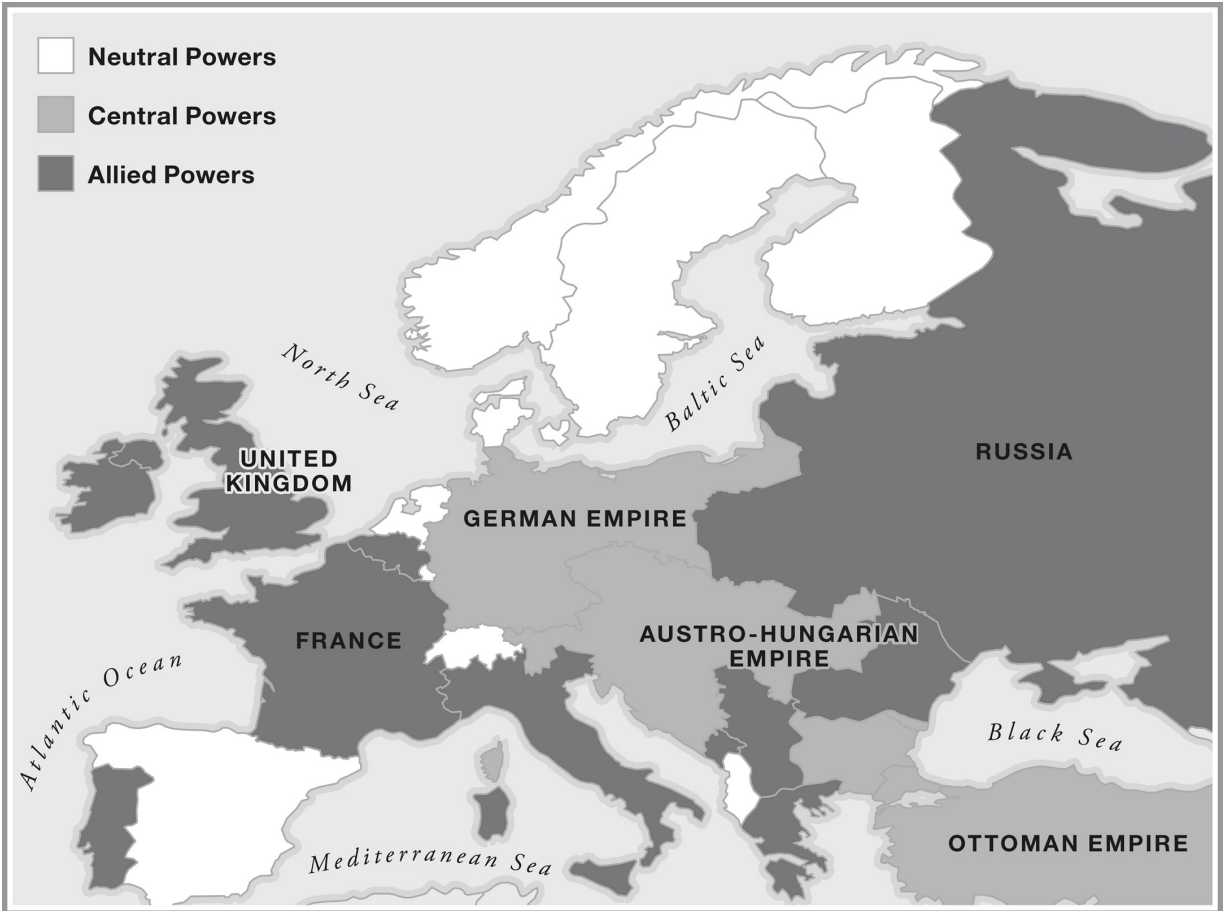 Neutral Powers
Central Powers
Allied Powers
North Sea
Baltic Sea
UNITED
KINGDOM
RUSSIA
GERMAN EMPIRE
FRANCE
AUSTRO-HUNGARIAN
EMPIRE
Atlantic Ocean
Black Sea
OTTOMAN EMPIRE
Mediterranean Sea